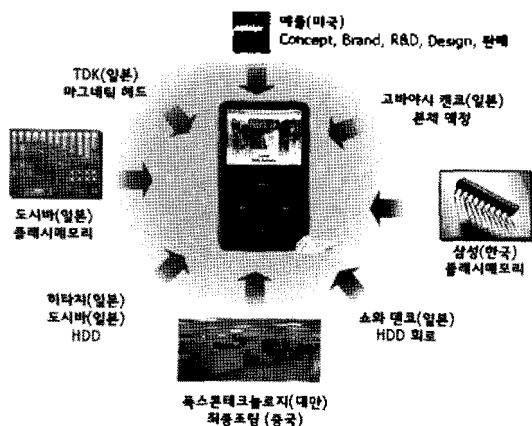 애플(미국)
Concept, Brand, R&D, Design, 판매
TDK(일본)
마그네틱 헤드
고바야시 켄코(일본)
본체 연청
도시바(일본)
플래시메모리
삼성(한국)
플래시메모리
히타치(일본)
도시바(일본)
HDD
쇼와 덴코(일본)
HDD 회로
폭스콘테크놀로지(대만)
최종조립 (중국)